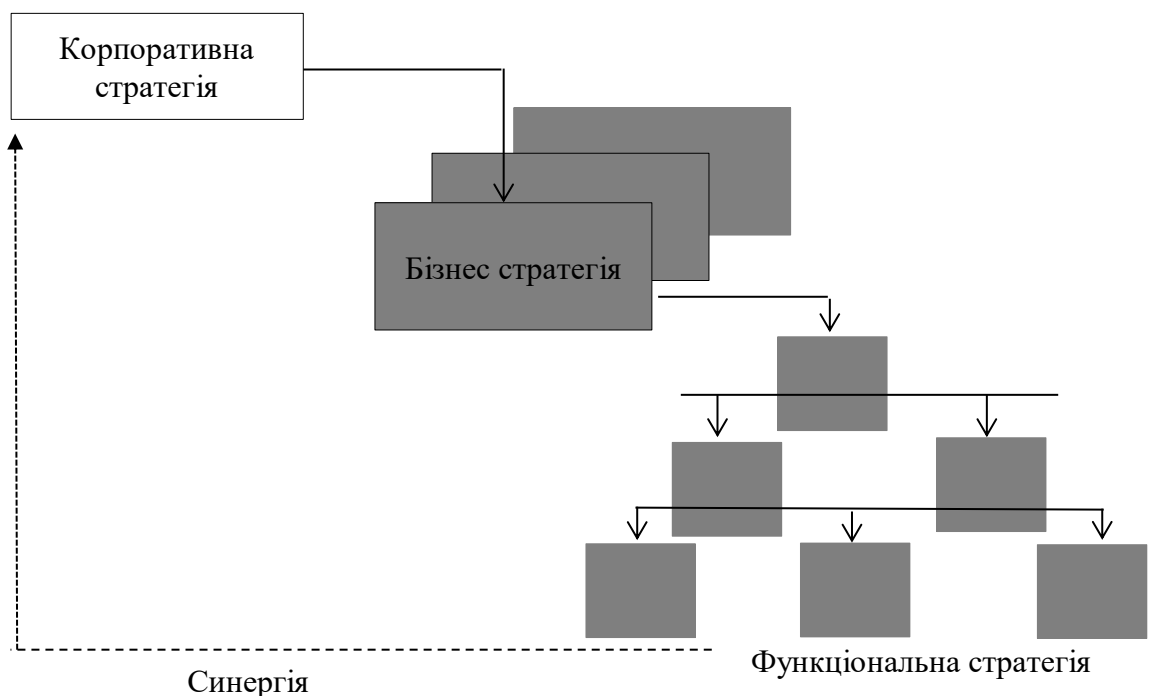 Корпоративна
стратегія
Бізнес стратегія
Функціональна стратегія
Синергія